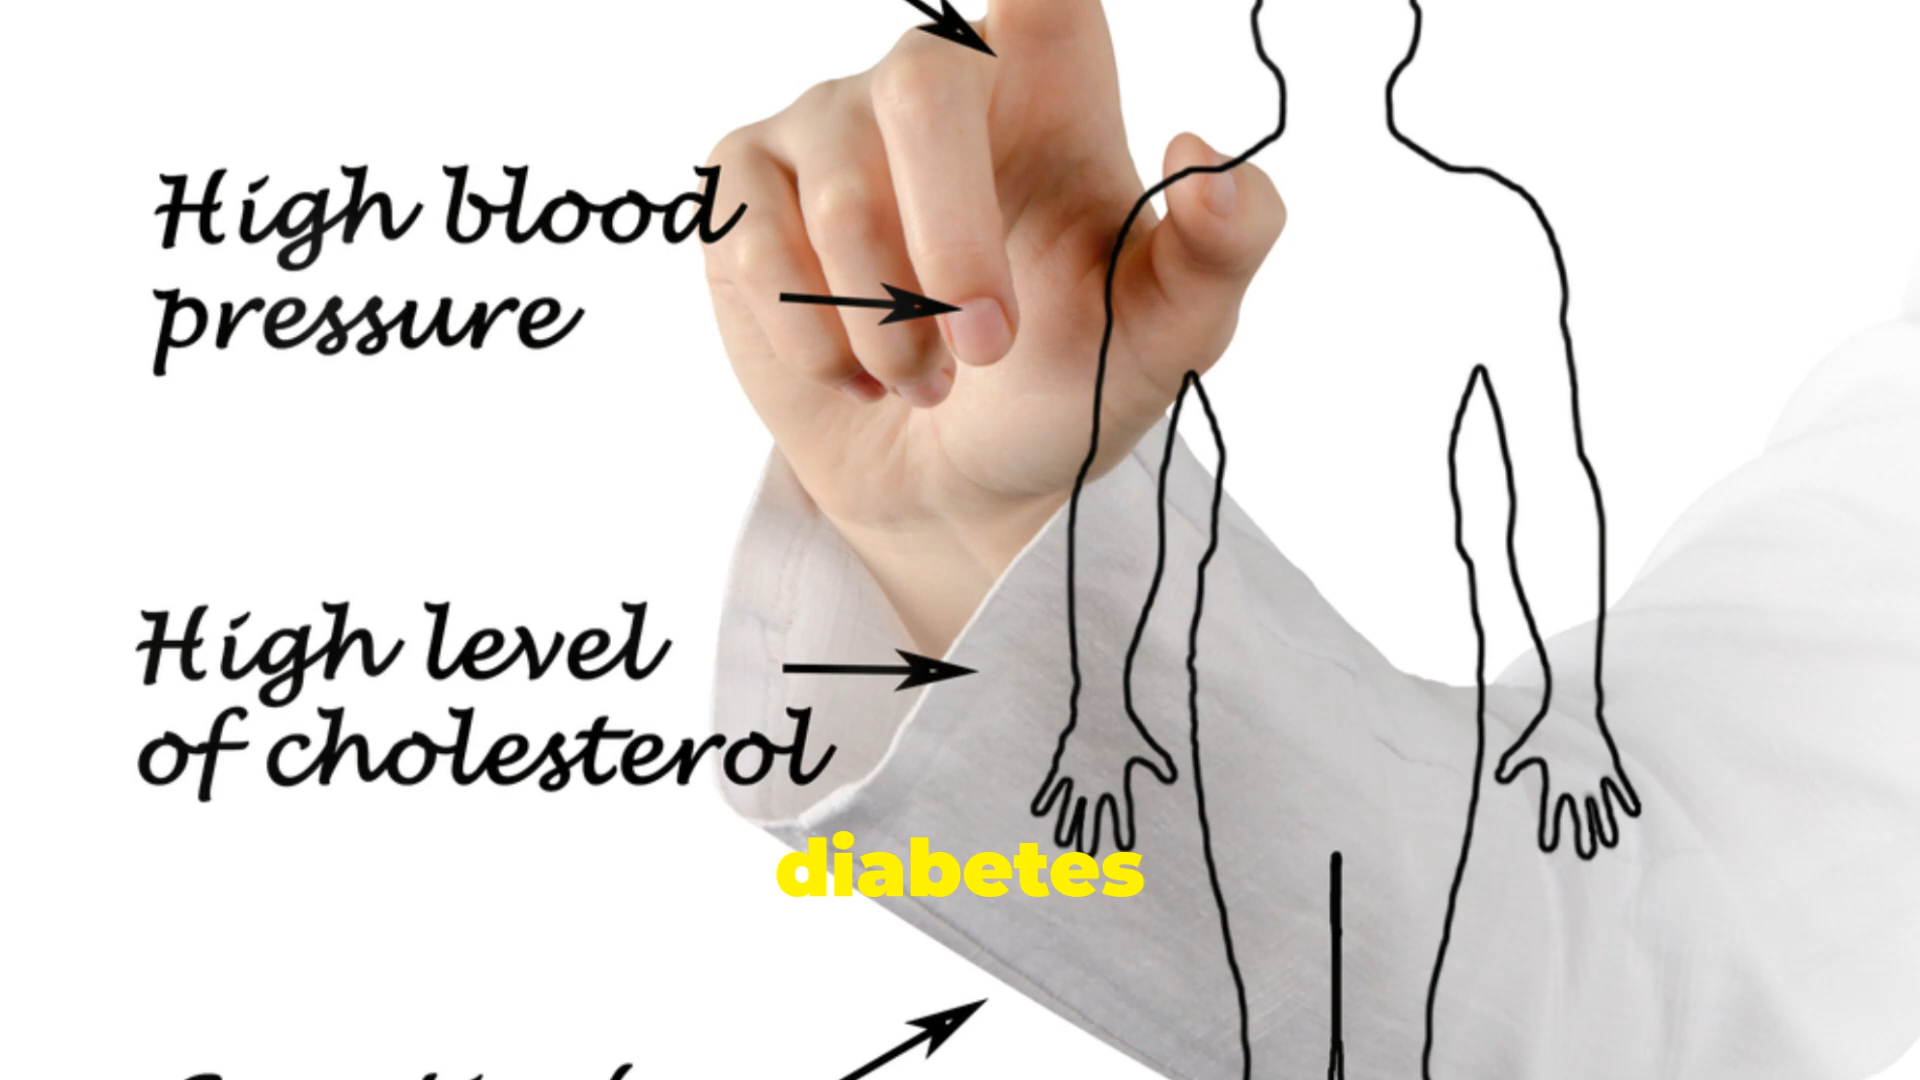 High blood
pressure
High level
of cholesterol
diabetes